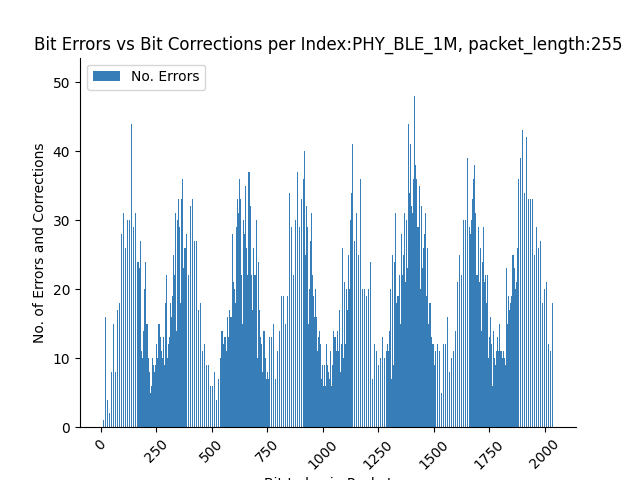 Bit Errors vs Bit Corrections per Index:PHY_BLE_1M, packet_length:255
No. Errors
No. of Errors and Corrections
50
40
30
20
10
0
0 250 500 750 1000 1250 1500 1750 2000